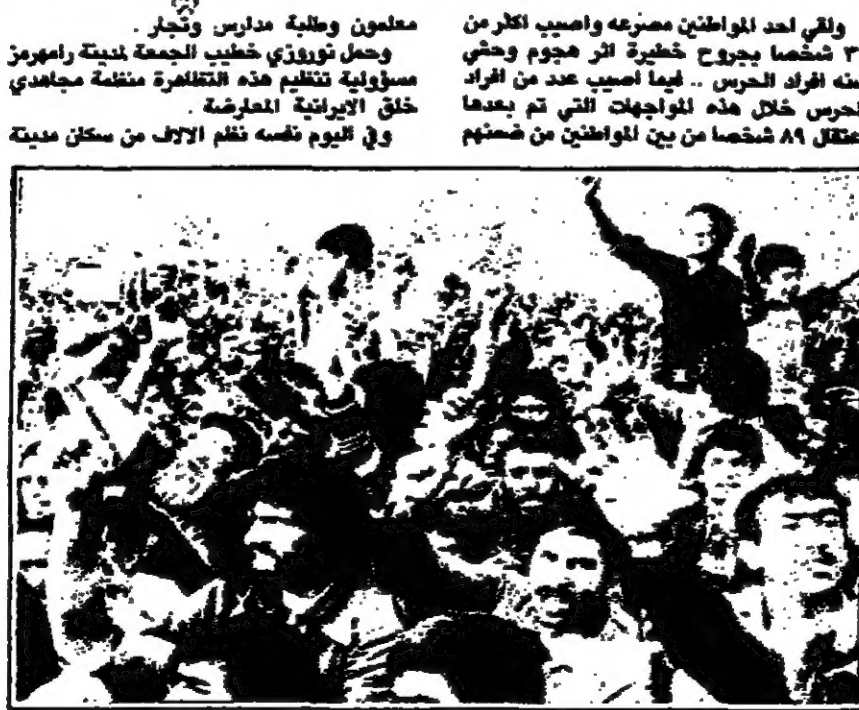 ولقي احد المواطنين مصرعه واصيب اكثر من
٣ شخصا بجروح خطيرة اثر هجوم وحشي
منه افراد الحرس .. فيما اصيب عدد من افراد
لحرس خلال هذه المواجهات التي تم بعدها
عتقال ٨٩ شخصا من بين المواطنين من ضمنهم
معلمون وطلبة مدارس وتجار .
وحمل نوروزي خطيب الجمعة لمدينة رامهرمز
مسؤولية تنظيم هذه التظاهرة منظمة مجاهدي
خلق الايرانية المعارضة .
وفي اليوم نفسه نظم الالاف من سكان مدينة